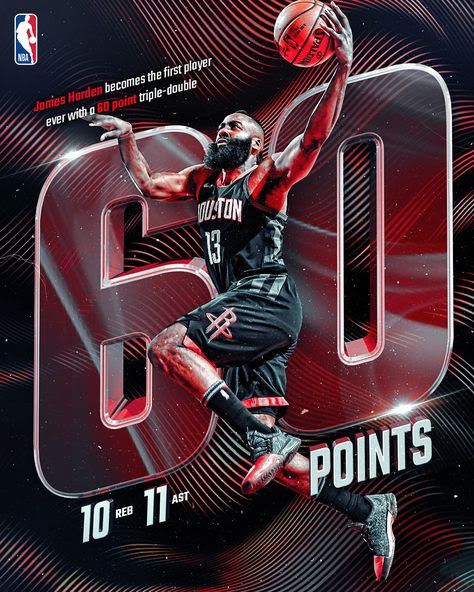 NBA
James Harden becomes the first player
ever with a 60 point triple-double
60
SPALDING
HOUSTON
13
R
POINTS
10 REB 11 AST